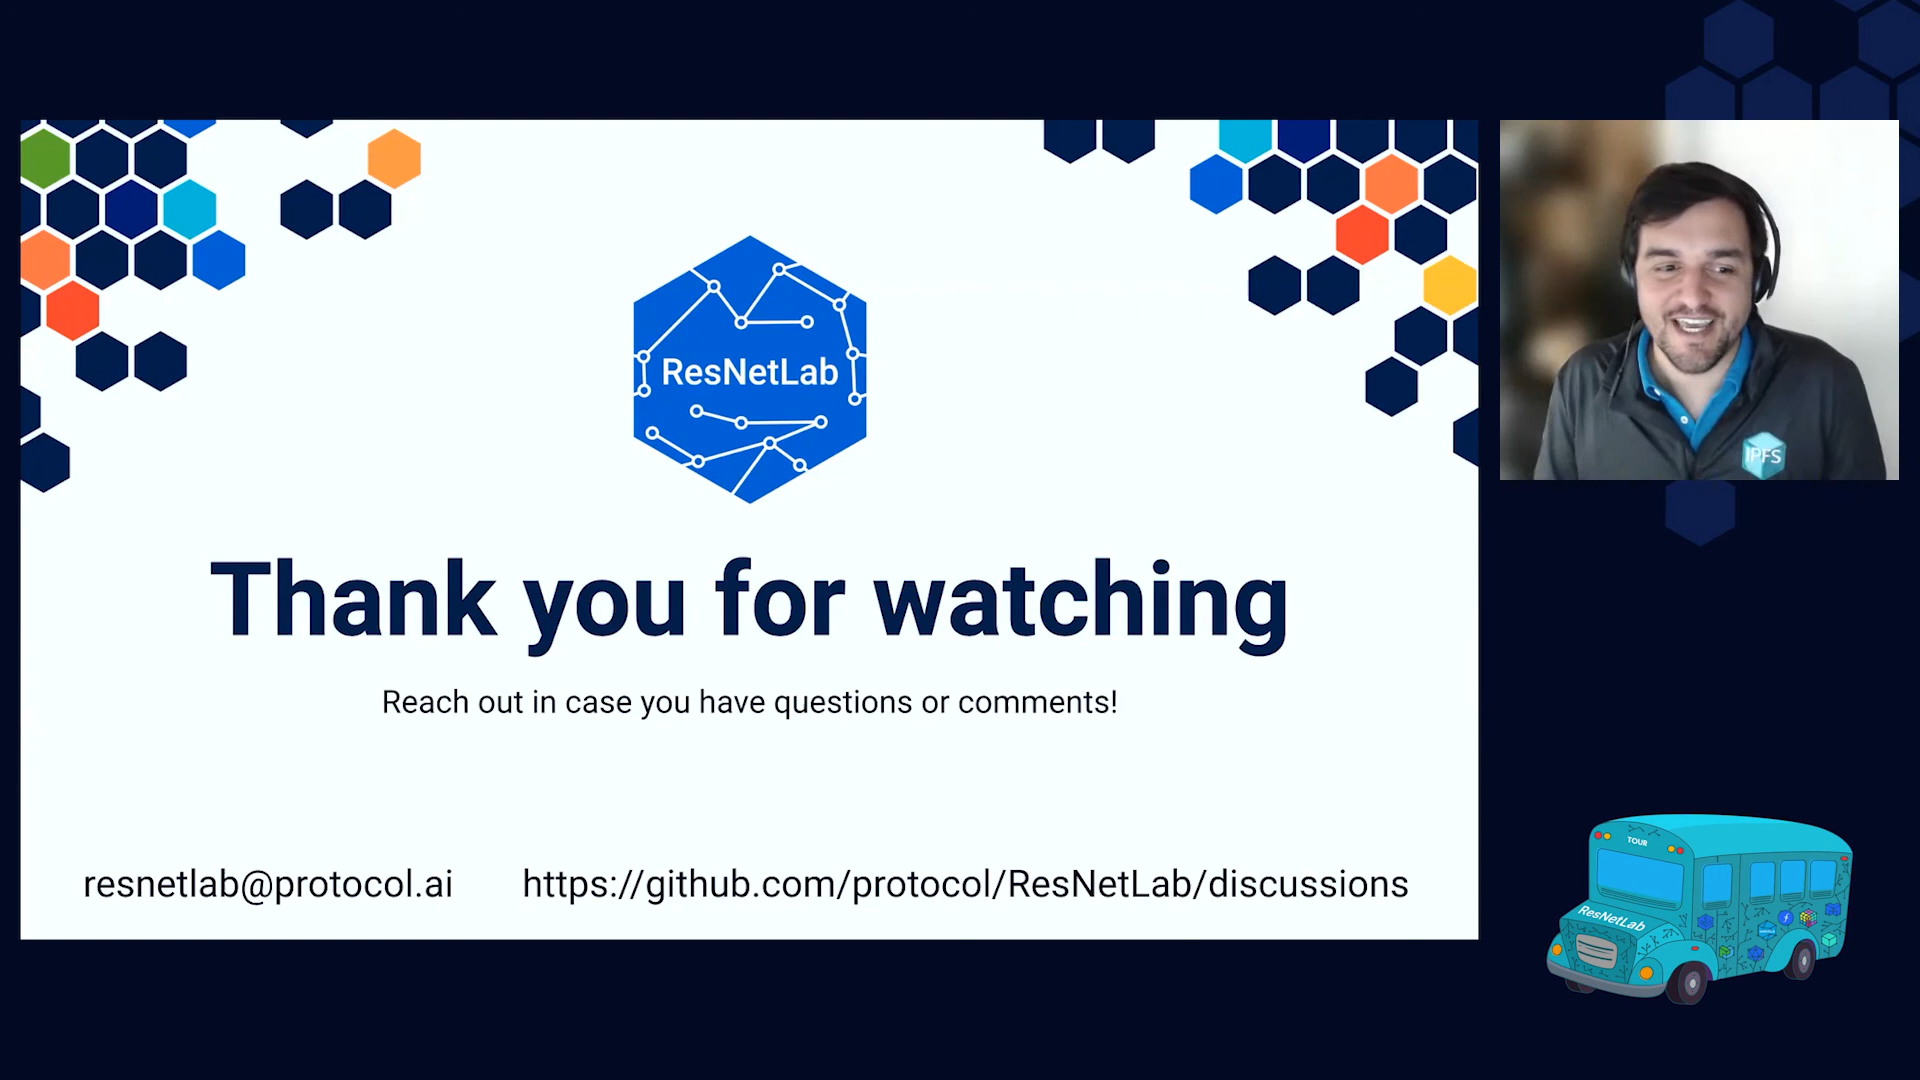 ResNetLab
Thank you for watching
Reach out in case you have questions or comments!
resnetlab@protocol.ai
https://github.com/protocol/ResNetLab/discussions
IPFS
TOUR
ResNetLab